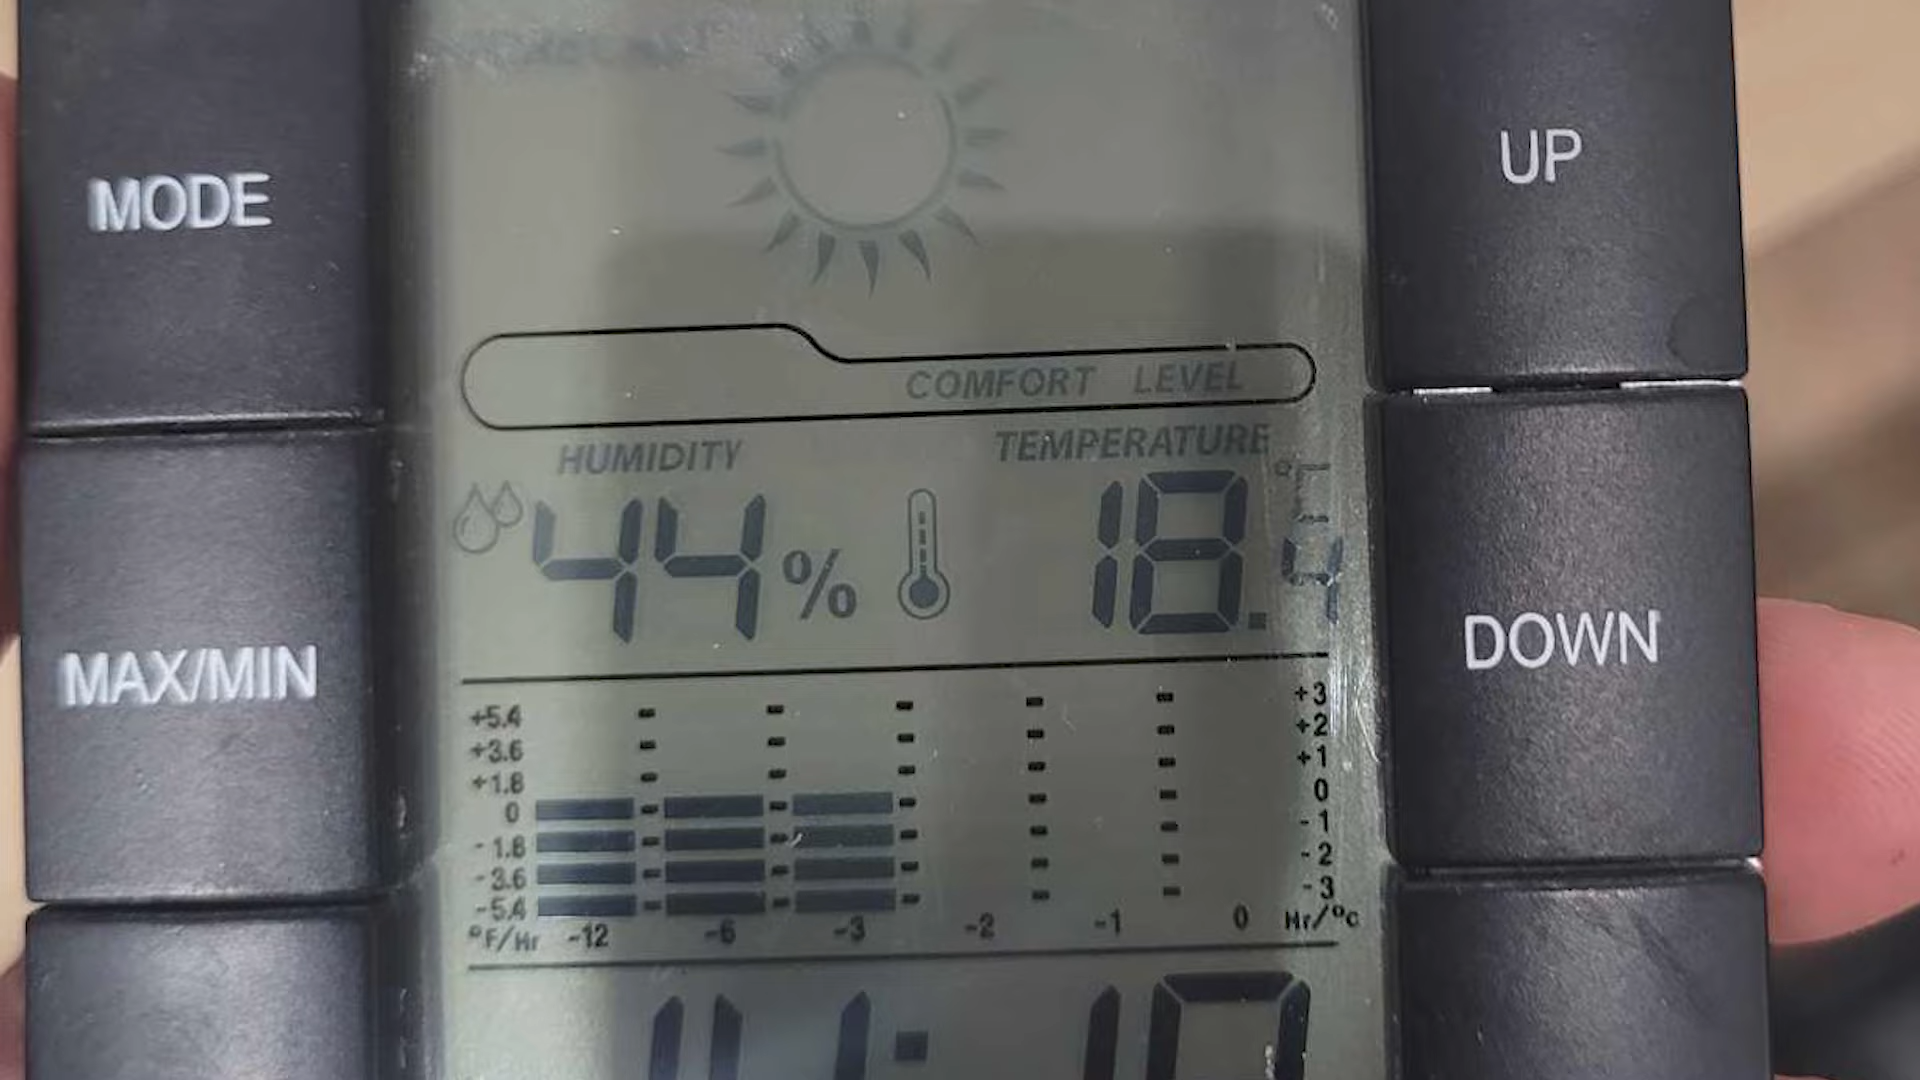 MODE
UP
COMFORT LEVEL
HUMIDITY
TEMPERATURE
44%
18.4
MAX/MIN
DOWN
+5.4
+3
+3.6
+2
+1.8
+1
0
0
-1.8
-1
-3.6
-2
-5.4
-3
°F/Hr -12 -6 -3 -2 -1 0 Hr/°c